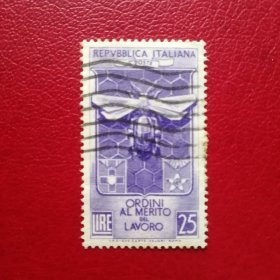 REPVBBLICA ITALIANA
POSTE
ORDINI
AL MERITO
DEL
LAVORO
LIRE 25